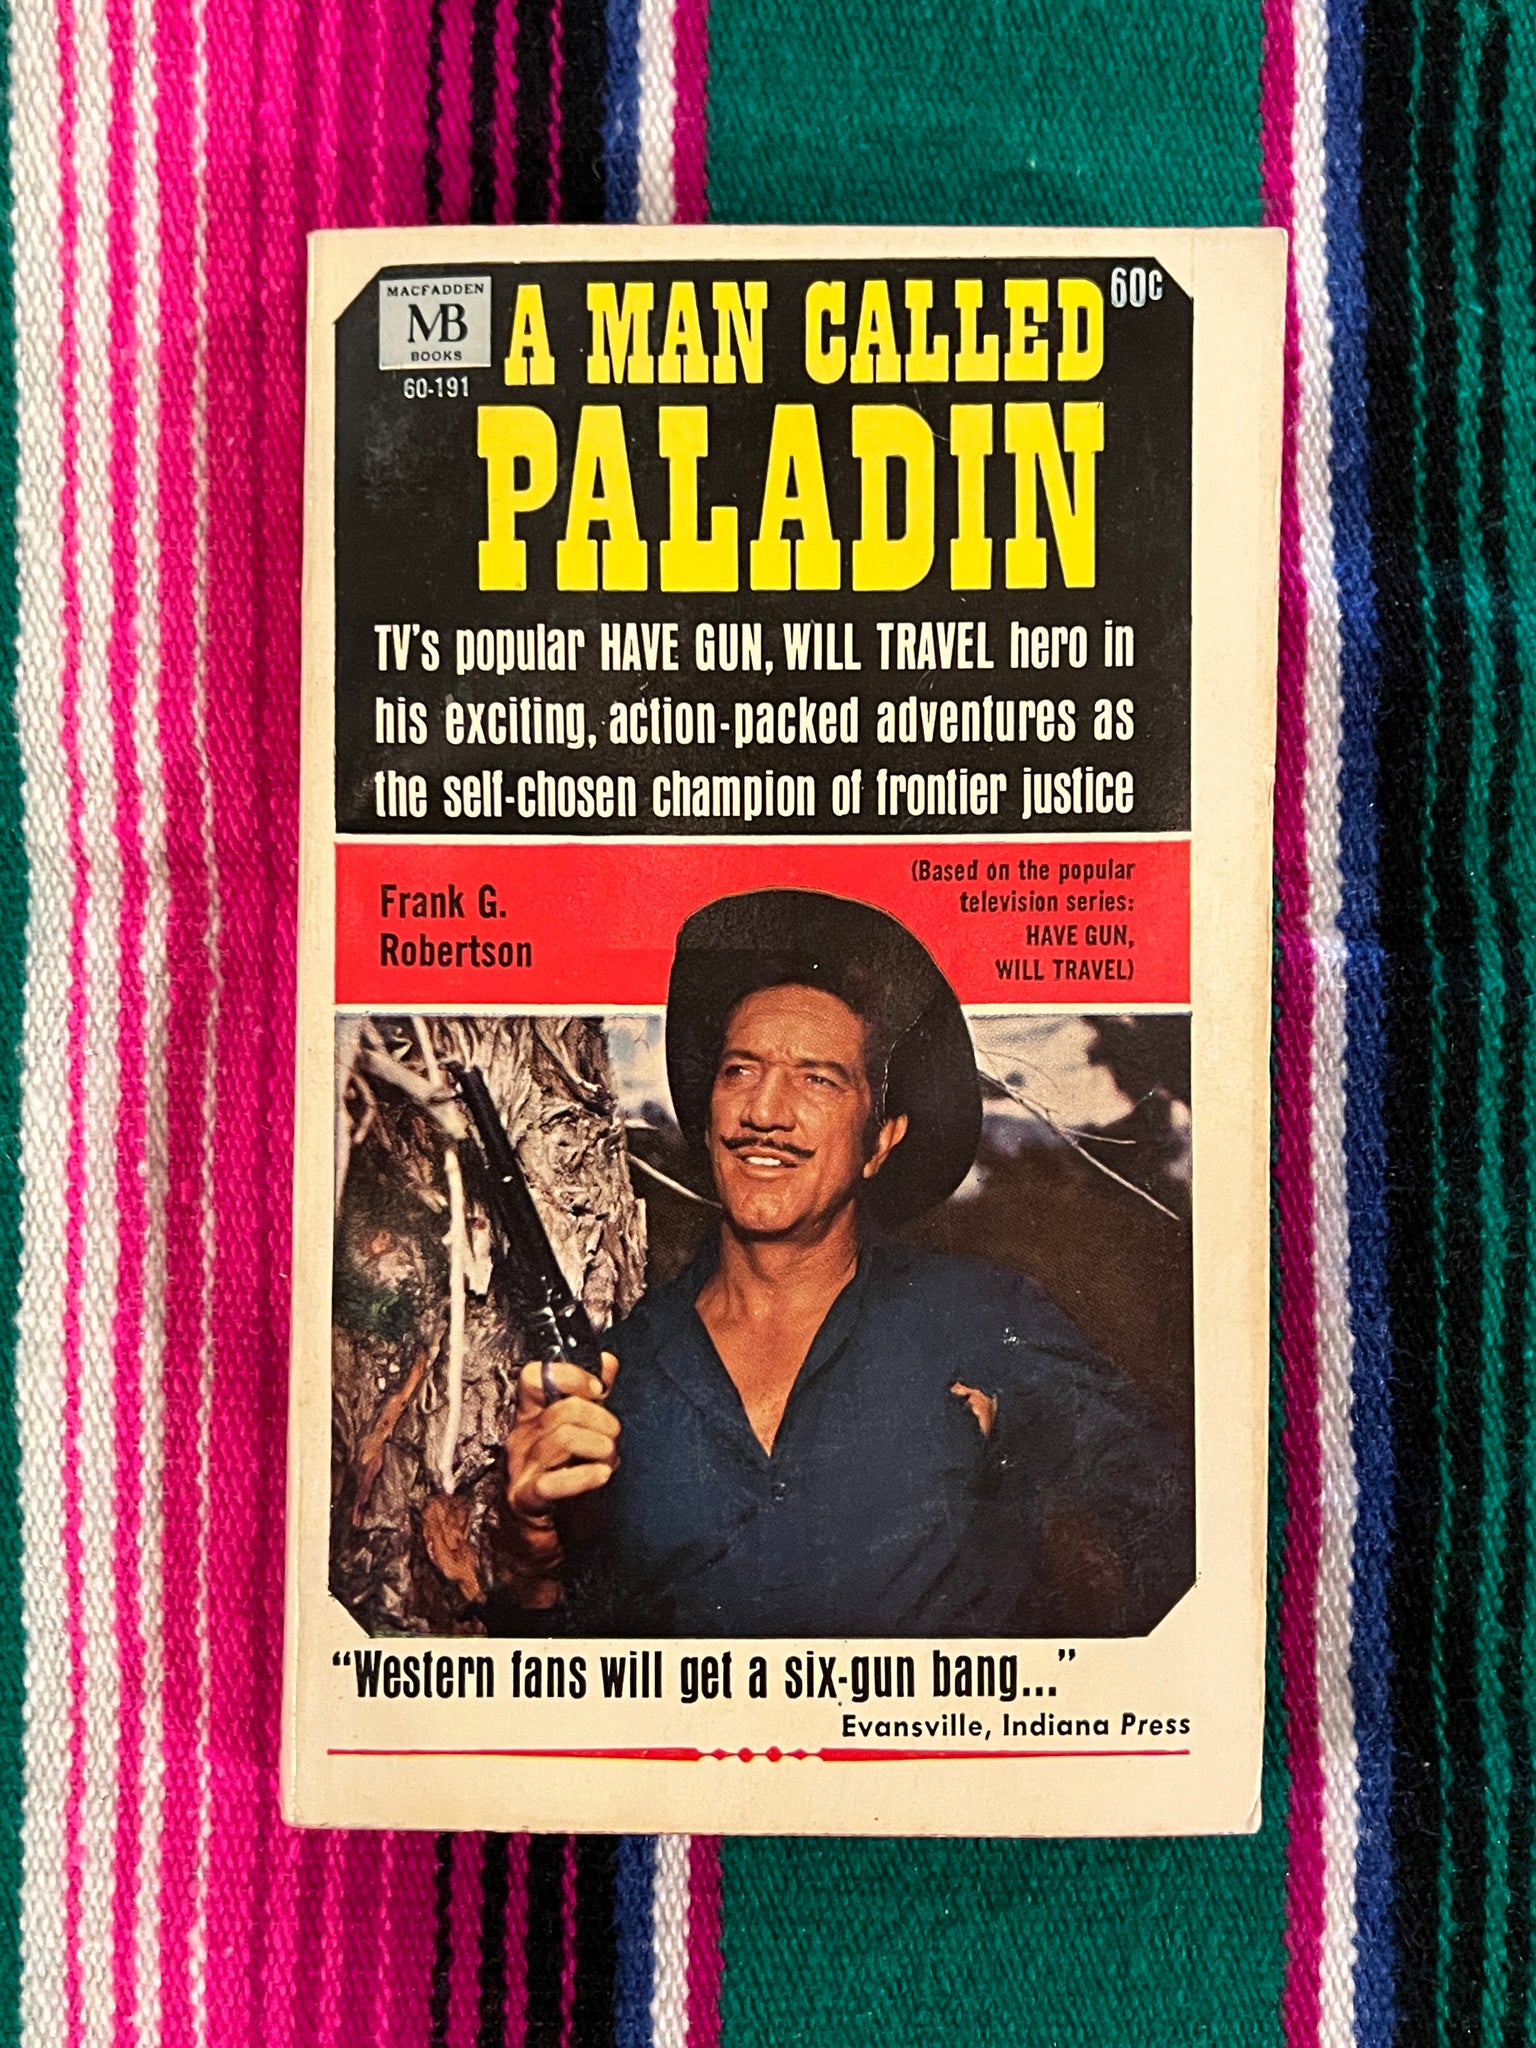 MACFADDEN
MB
BOOKS
60-191
A MAN CALLED
60¢
PALADIN
TV's popular HAVE GUN, WILL TRAVEL hero in
his exciting, action-packed adventures as
the self-chosen champion of frontier justice
Frank G.
Robertson
(Based on the popular
television series:
HAVE GUN,
WILL TRAVEL)
"Western fans will get a six-gun bang..."
Evansville, Indiana Press